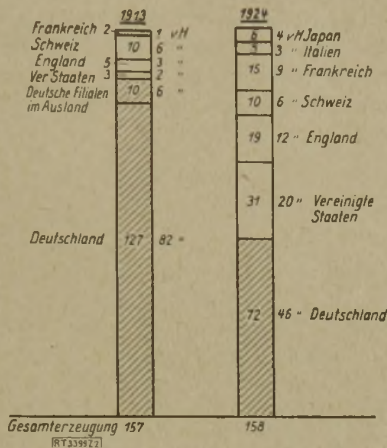 1913 1924
Frankreich 2 1 vH 6 4 vH Japan
Schweiz 10 6 " 5 3 " Italien
England 5 3 " 15 9 " Frankreich
Ver Staaten 3 2 "
Deutsche Filialen 10 6 " 10 6 " Schweiz
im Ausland
19 12 " England
31 20 " Vereinigte
Staaten
Deutschland 127 82 "
72 46 " Deutschland
Gesamterzeugung 157 158
RT3399Z2